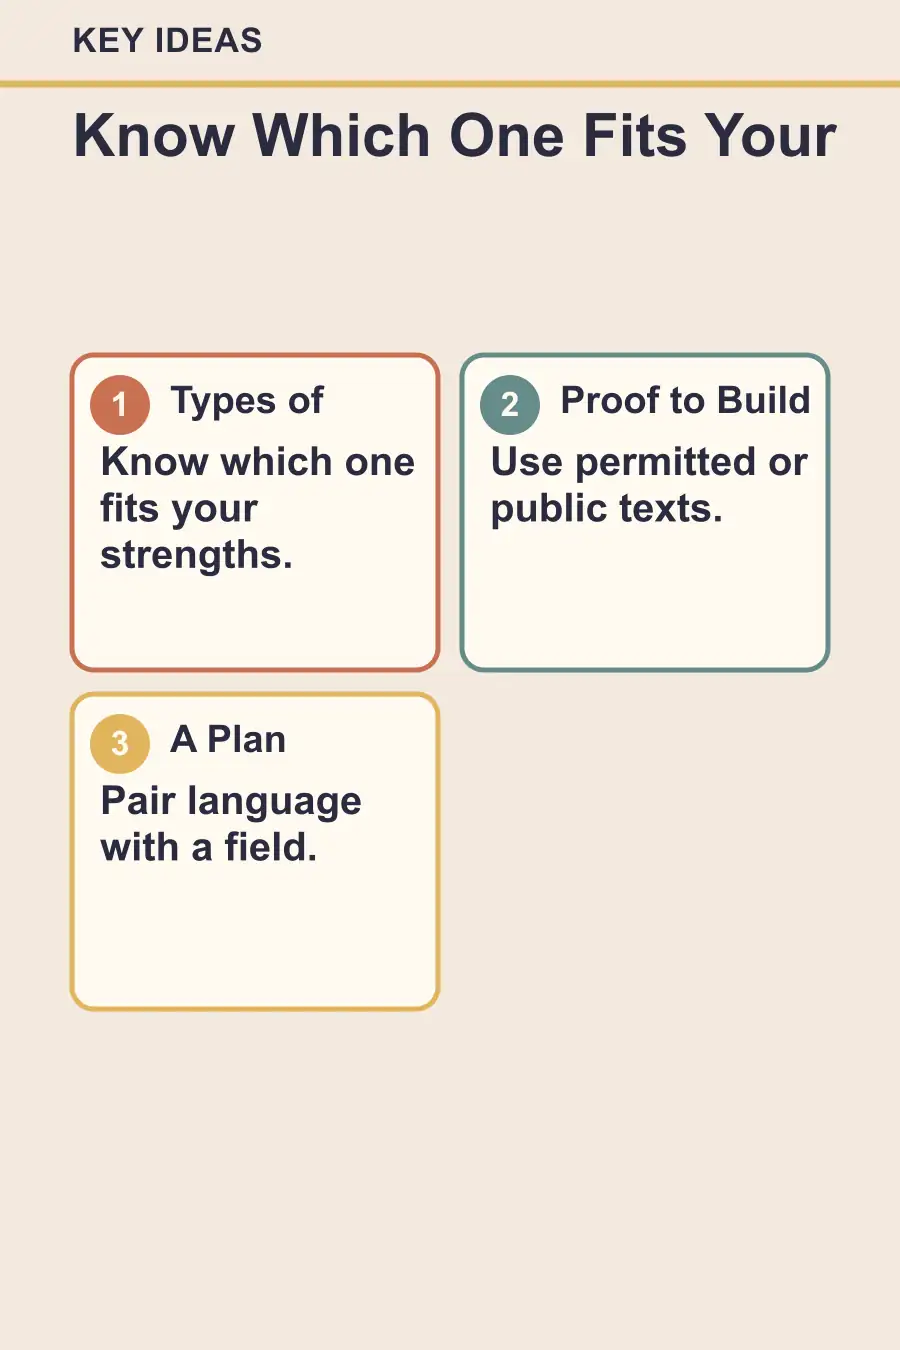 KEY IDEAS
Know Which One Fits Your
1 Types of
Know which one
fits your
strengths.
2 Proof to Build
Use permitted or
public texts.
3 A Plan
Pair language
with a field.